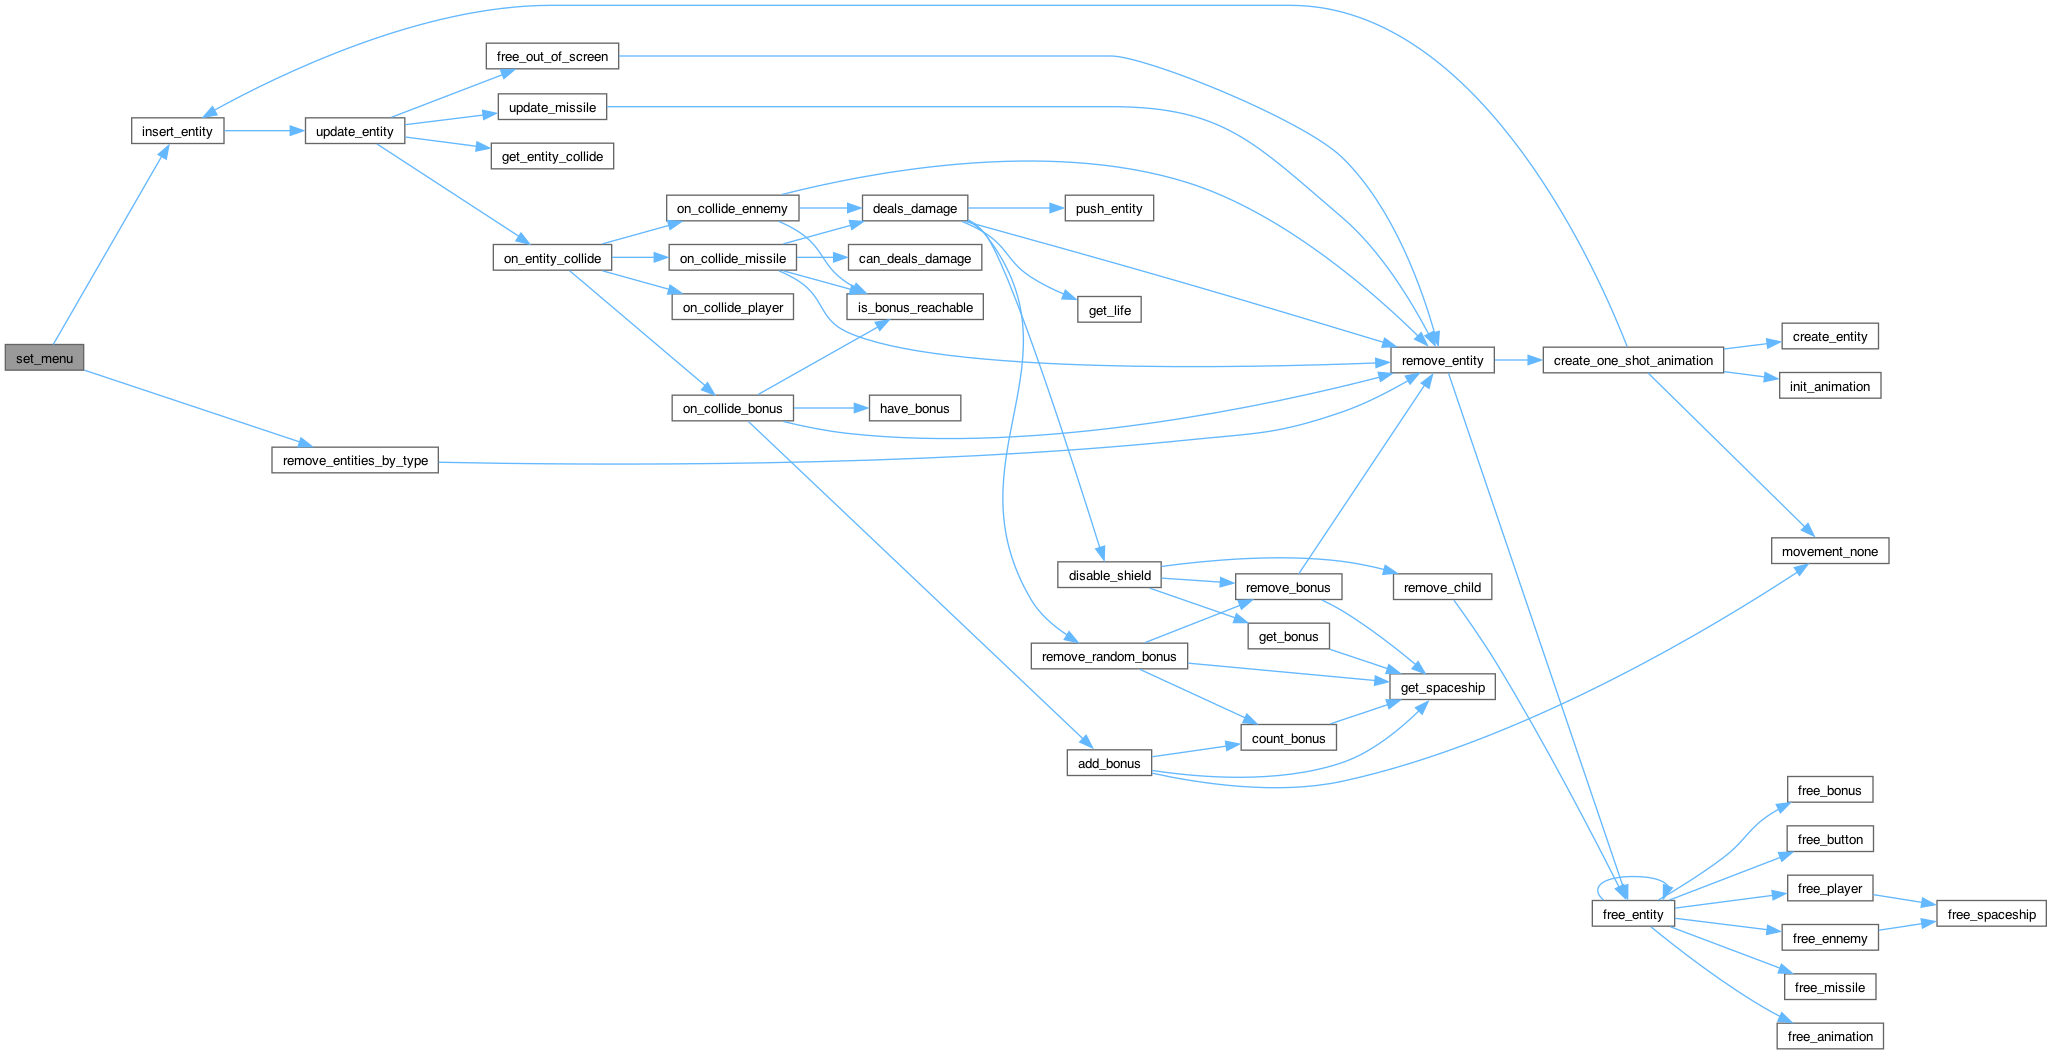 free_out_of_screen
update_missile
insert_entity
update_entity
get_entity_collide
on_collide_ennemy
deals_damage
push_entity
on_entity_collide
on_collide_missile
can_deals_damage
on_collide_player
is_bonus_reachable
get_life
set_menu
remove_entity
create_one_shot_animation
create_entity
init_animation
on_collide_bonus
have_bonus
remove_entities_by_type
movement_none
disable_shield
remove_bonus
remove_child
get_bonus
remove_random_bonus
get_spaceship
count_bonus
add_bonus
free_bonus
free_button
free_player
free_entity
free_spaceship
free_ennemy
free_missile
free_animation